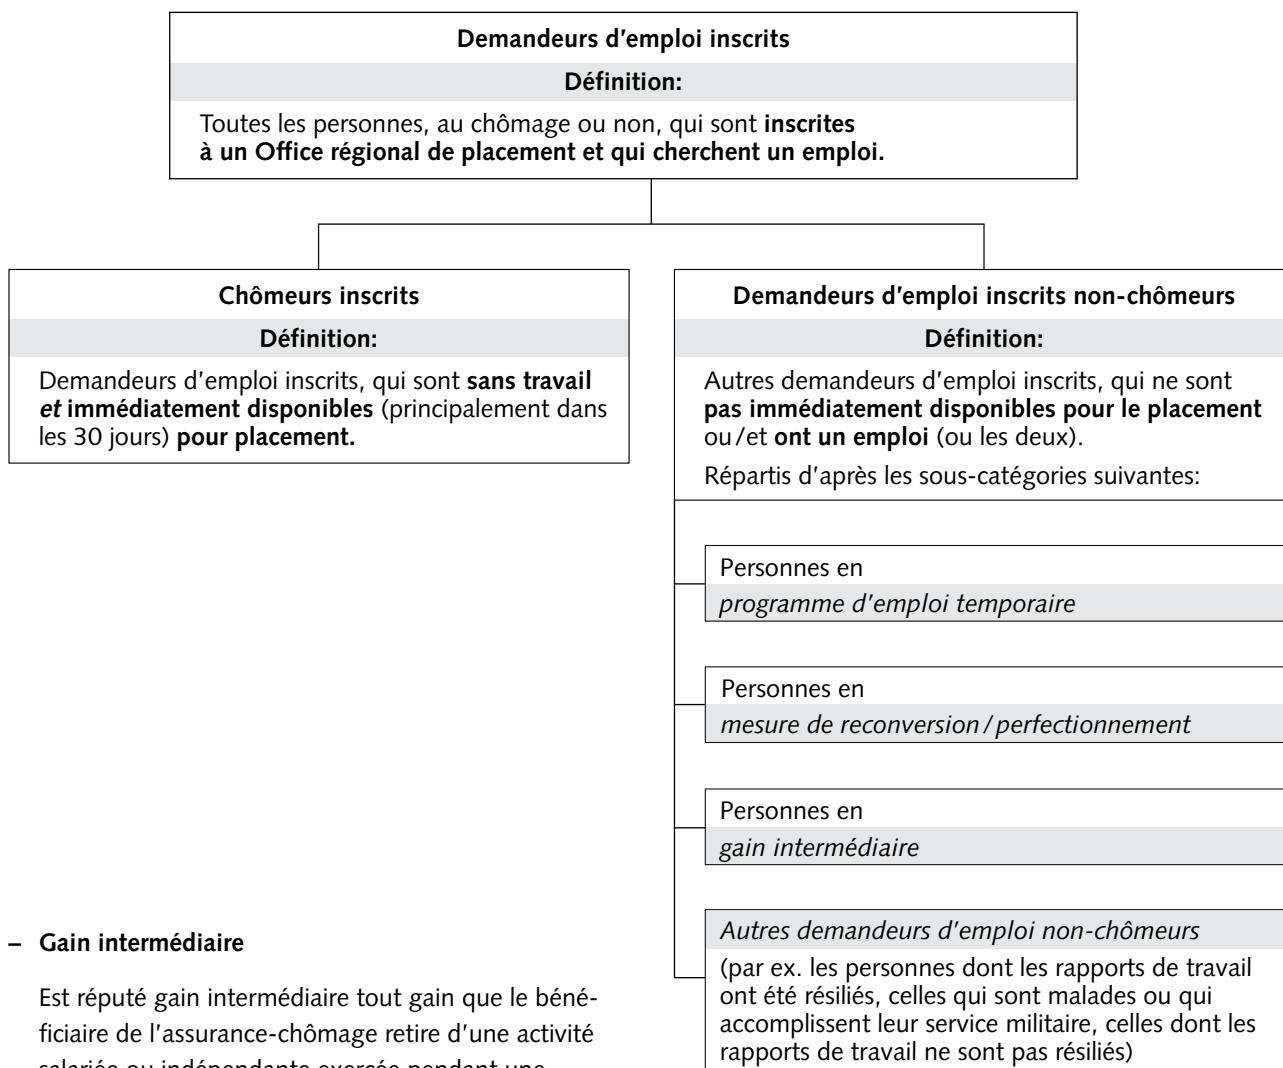 Demandeurs d'emploi inscrits
Définition:
Toutes les personnes, au chômage ou non, qui sont inscrites
à un Office régional de placement et qui cherchent un emploi.
Chômeurs inscrits
Définition:
Demandeurs d'emploi inscrits, qui sont sans travail
et immédiatement disponibles (principalement dans
les 30 jours) pour placement.
Demandeurs d'emploi inscrits non-chômeurs
Définition:
Autres demandeurs d'emploi inscrits, qui ne sont
pas immédiatement disponibles pour le placement
ou/et ont un emploi (ou les deux).
Répartis d'après les sous-catégories suivantes:
Personnes en
programme d'emploi temporaire
Personnes en
mesure de reconversion/perfectionnement
Personnes en
gain intermédiaire
Autres demandeurs d'emploi non-chômeurs
(par ex. les personnes dont les rapports de travail
ont été résiliés, celles qui sont malades ou qui
accomplissent leur service militaire, celles dont les
rapports de travail ne sont pas résiliés)
– Gain intermédiaire
Est réputé gain intermédiaire tout gain que le béné-
ficiaire de l'assurance-chômage retire d'une activité
salariée ou indépendante exercée pendant une